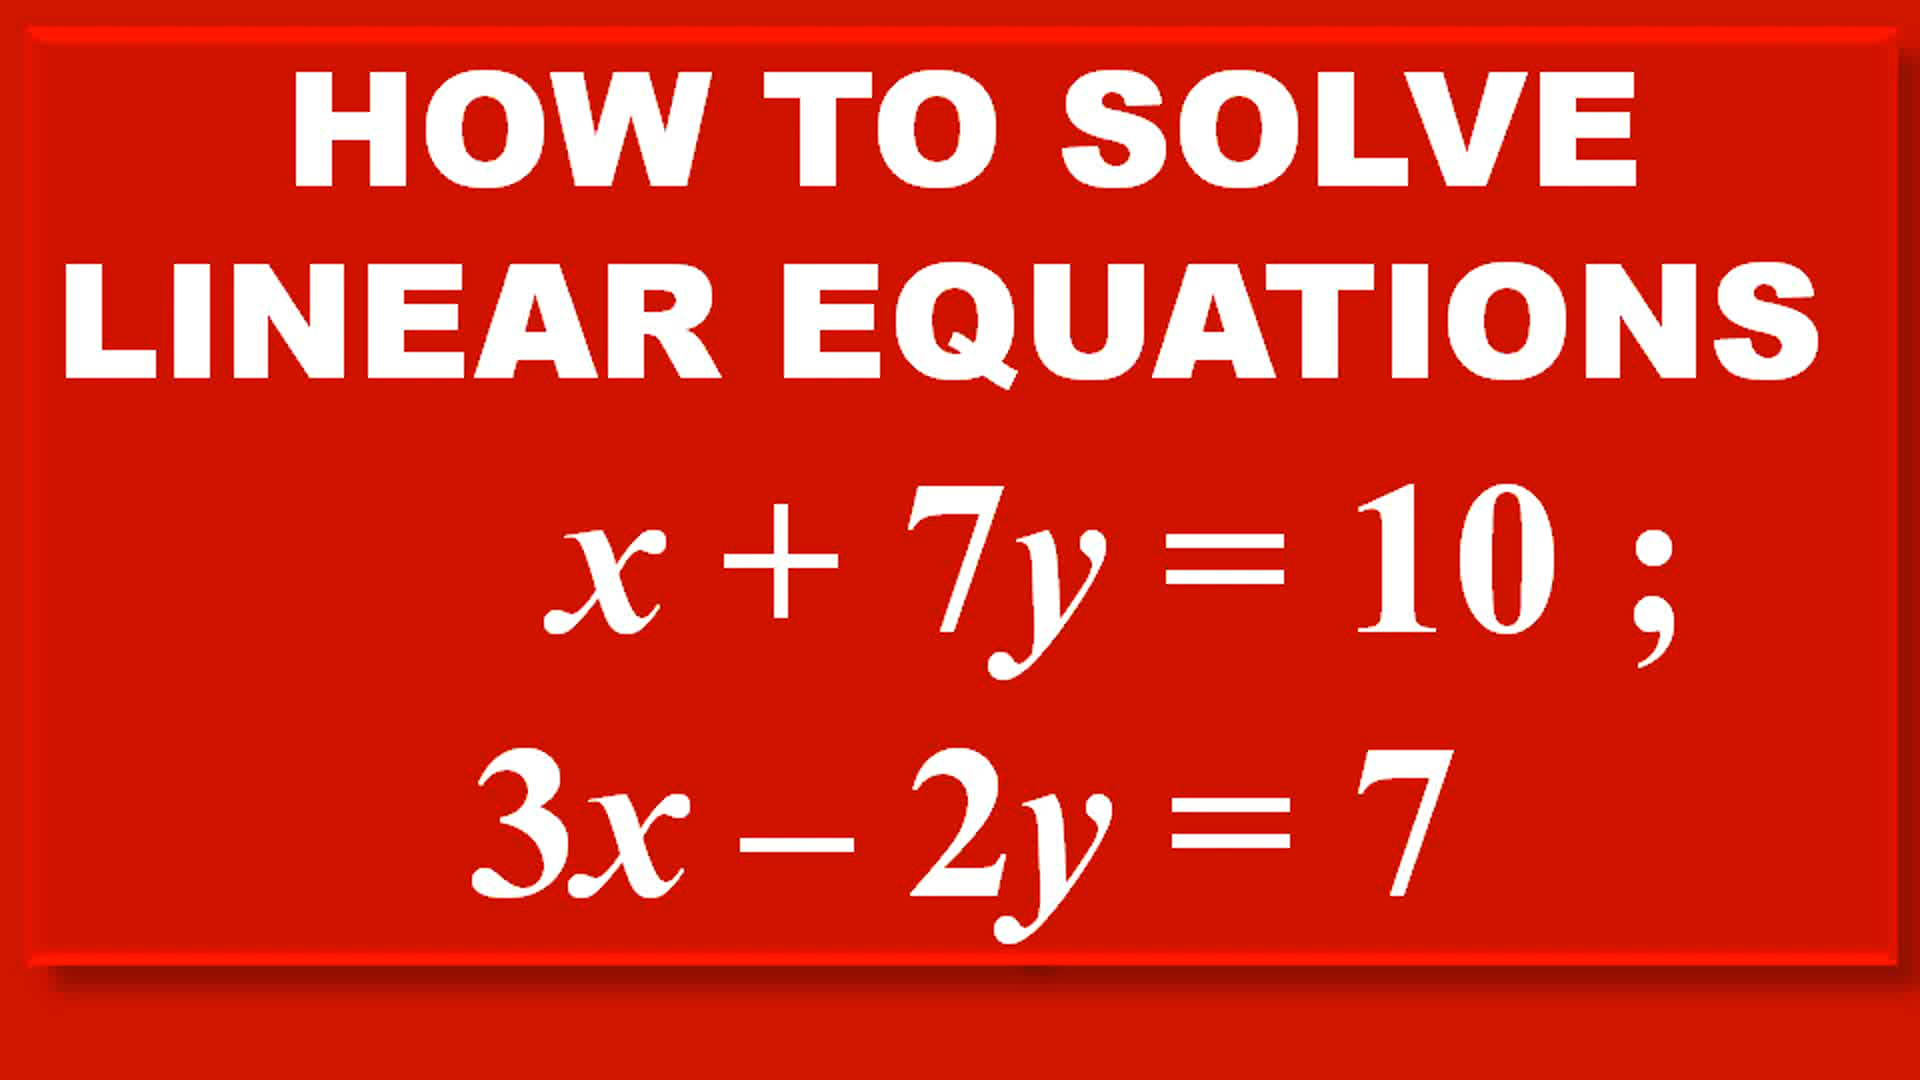 HOW TO SOLVE
LINEAR EQUATIONS
x + 7y = 10 ;
3x – 2y = 7